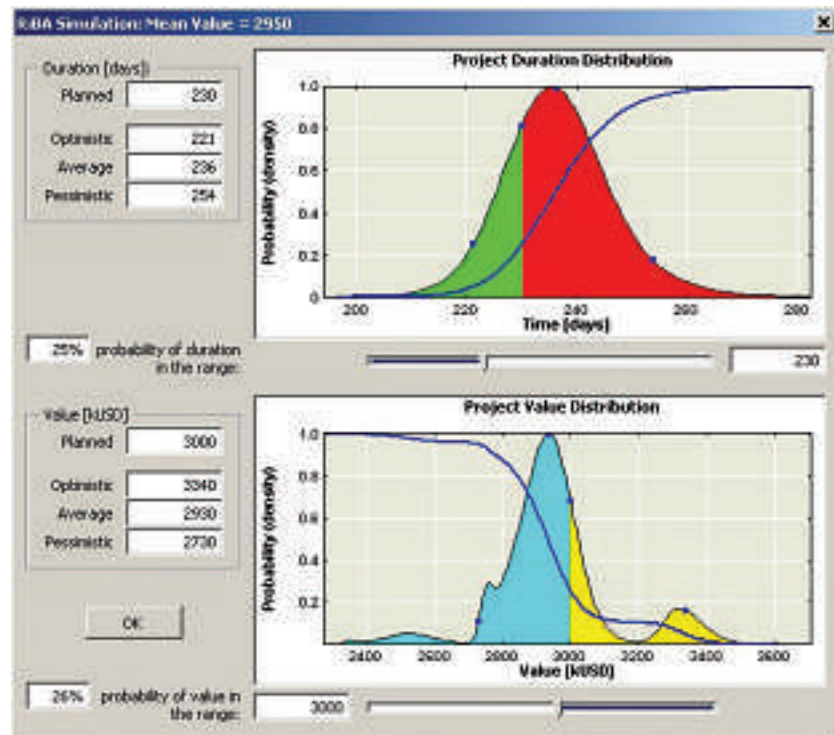 RiBA Simulation: Mean Value = 2950
Duration [days])
Planned 230
Optimistic 221
Average 236
Pessimistic 254
25% probability of duration
in the range:
Project Duration Distribution
Probability (density)
1.0
0.8
0.6
0.4
0.2
0
200 220 240 260 280
Time [days]
230
Value [kUSD]
Planned 3000
Optimistic 3340
Average 2930
Pessimistic 2730
OK
26% probability of value in
the range:
Project Value Distribution
Probability (density)
1.0
0.8
0.6
0.4
0.2
2400 2600 2800 3000 3200 3400 3600
Value [kUSD]
3000